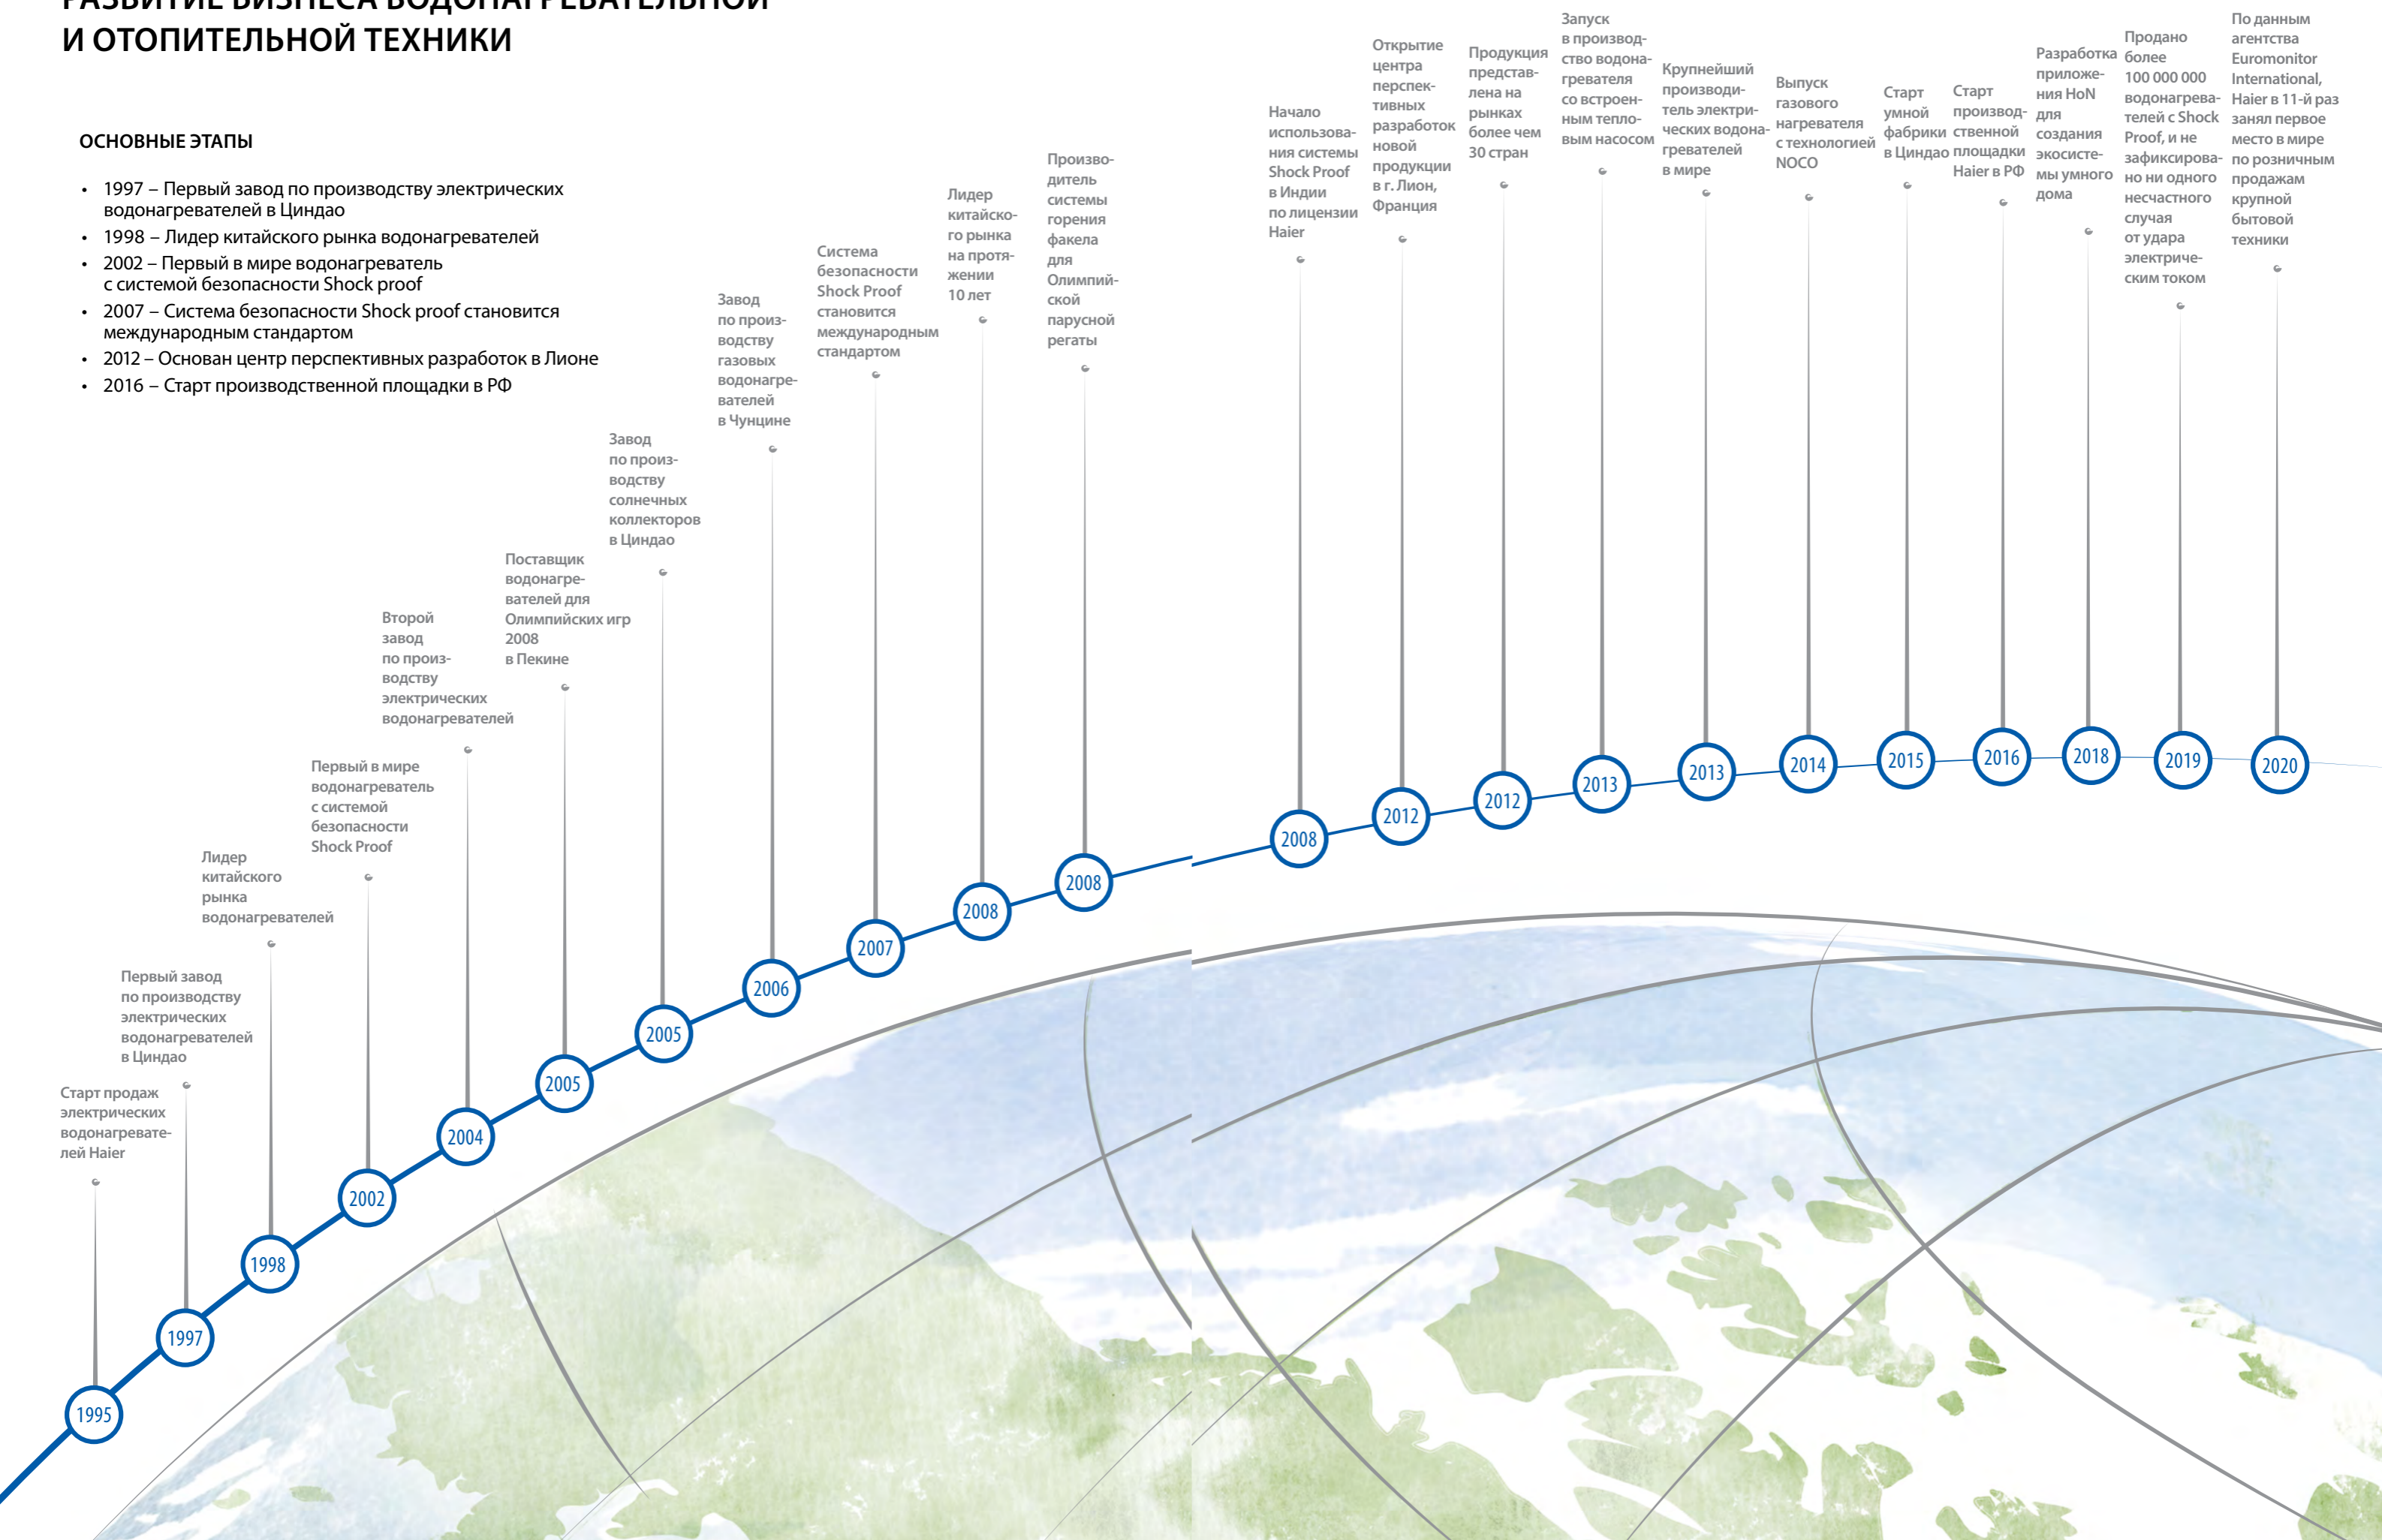 РАЗВИТИЕ БИЗНЕСА ВОДОНАГРЕВАТЕЛЬНОЙ
И ОТОПИТЕЛЬНОЙ ТЕХНИКИ
ОСНОВНЫЕ ЭТАПЫ
• 1997 – Первый завод по производству электрических
водонагревателей в Циндао
• 1998 – Лидер китайского рынка водонагревателей
• 2002 – Первый в мире водонагреватель
с системой безопасности Shock proof
• 2007 – Система безопасности Shock proof становится
международным стандартом
• 2012 – Основан центр перспективных разработок в Лионе
• 2016 – Старт производственной площадки в РФ
Старт продаж
электрических
водонагревате-
лей Haier
1995
Первый завод
по производству
электрических
водонагревателей
в Циндао
1997
Лидер
китайского
рынка
водонагревателей
1998
Первый в мире
водонагреватель
с системой
безопасности
Shock Proof
2002
Второй
завод
по произ-
водству
электрических
водонагревателей
2004
Поставщик
водонагре-
вателей для
Олимпийских игр
2008
в Пекине
2005
Завод
по произ-
водству
солнечных
коллекторов
в Циндао
2005
Завод
по произ-
водству
газовых
водонагре-
вателей
в Чунцине
2006
Система
безопасности
Shock Proof
становится
международным
стандартом
2007
Лидер
китайско-
го рынка
на протя-
жении
10 лет
2008
Произво-
дитель
системы
горения
факела
для
Олимпий-
ской
парусной
регаты
2008
Начало
использова-
ния системы
Shock Proof
в Индии
по лицензии
Haier
2008
Открытие
центра
перспек-
тивных
разработок
новой
продукции
в г. Лион,
Франция
2012
Продукция
представ-
лена на
рынках
более чем
30 стран
2012
Запуск
в производ-
ство водона-
гревателя
со встроен-
ным тепло-
вым насосом
2013
Крупнейший
производи-
тель электри-
ческих водона-
гревателей
в мире
2013
Выпуск
газового
нагревателя
с технологией
NOCO
2014
Старт
умной
фабрики
в Циндао
2015
Старт
производ-
ственной
площадки
Haier в РФ
2016
Разработка
приложе-
ния HoN
для
создания
экосисте-
мы умного
дома
2018
Продано
более
100 000 000
водонагрева-
телей с Shock
Proof, и не
зафиксирова-
но ни одного
несчастного
случая
от удара
электриче-
ским током
2019
По данным
агентства
Euromonitor
International,
Haier в 11-й раз
занял первое
место в мире
по розничным
продажам
крупной
бытовой
техники
2020